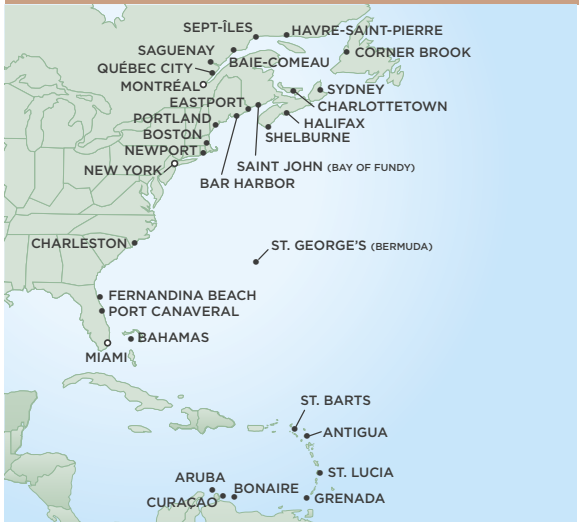 SEPT-ÎLES
HAVRE-SAINT-PIERRE
SAGUENAY
BAIE-COMEAU
CORNER BROOK
QUÉBEC CITY
MONTRÉAL
SYDNEY
EASTPORT
CHARLOTTETOWN
PORTLAND
HALIFAX
BOSTON
SHELBURNE
NEWPORT
SAINT JOHN (BAY OF FUNDY)
NEW YORK
BAR HARBOR
CHARLESTON
ST. GEORGE'S (BERMUDA)
FERNANDINA BEACH
PORT CANAVERAL
BAHAMAS
MIAMI
ST. BARTS
ANTIGUA
ST. LUCIA
ARUBA
BONAIRE
CURAÇAO
GRENADA